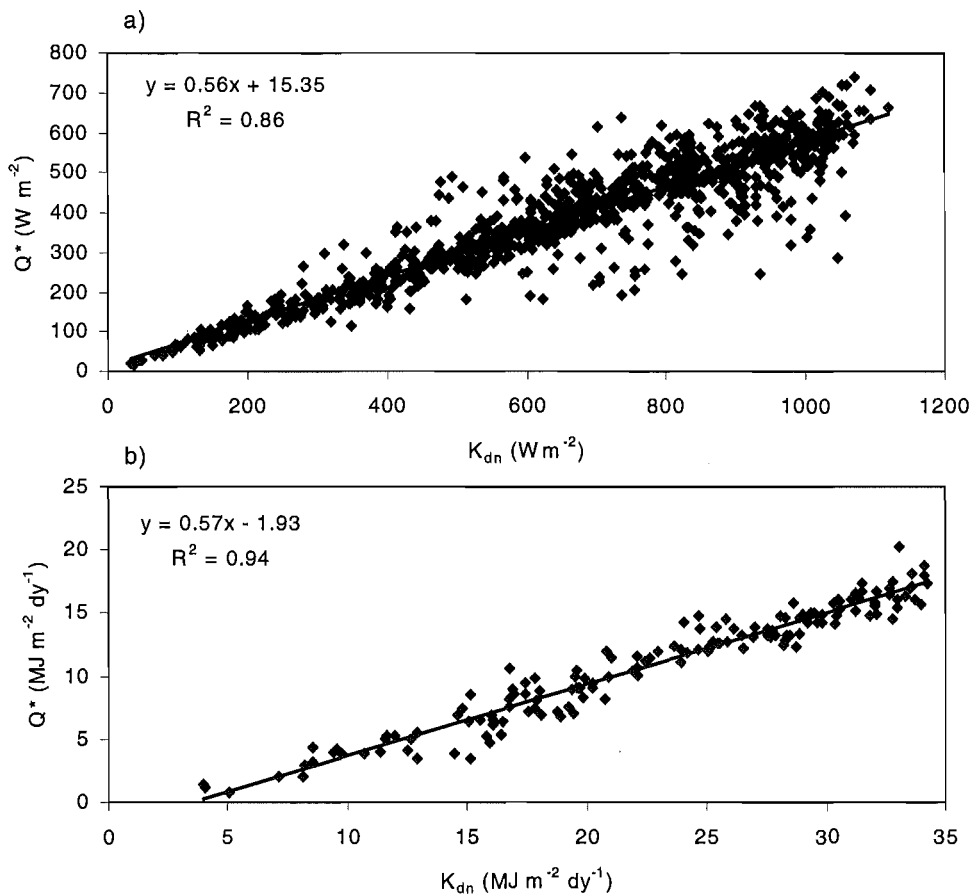 a)
800
700
600
500
400
300
200
100
0
y = 0.56x + 15.35
R² = 0.86
Q* (W m⁻²)
0 200 400 600 800 1000 1200
K_dn (W m⁻²)
b)
25
20
15
10
5
0
y = 0.57x - 1.93
R² = 0.94
Q* (MJ m⁻² dy⁻¹)
0 5 10 15 20 25 30 35
K_dn (MJ m⁻² dy⁻¹)